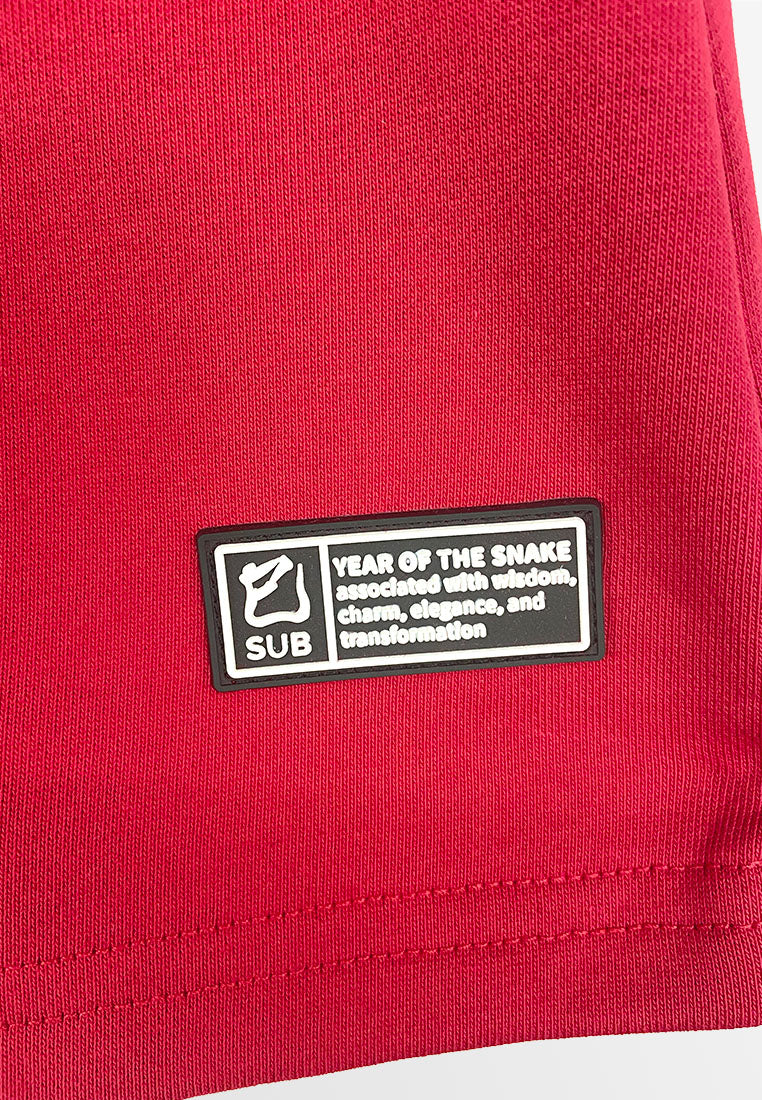 SUB
YEAR OF THE SNAKE
associated with wisdom,
charm, elegance, and
transformation